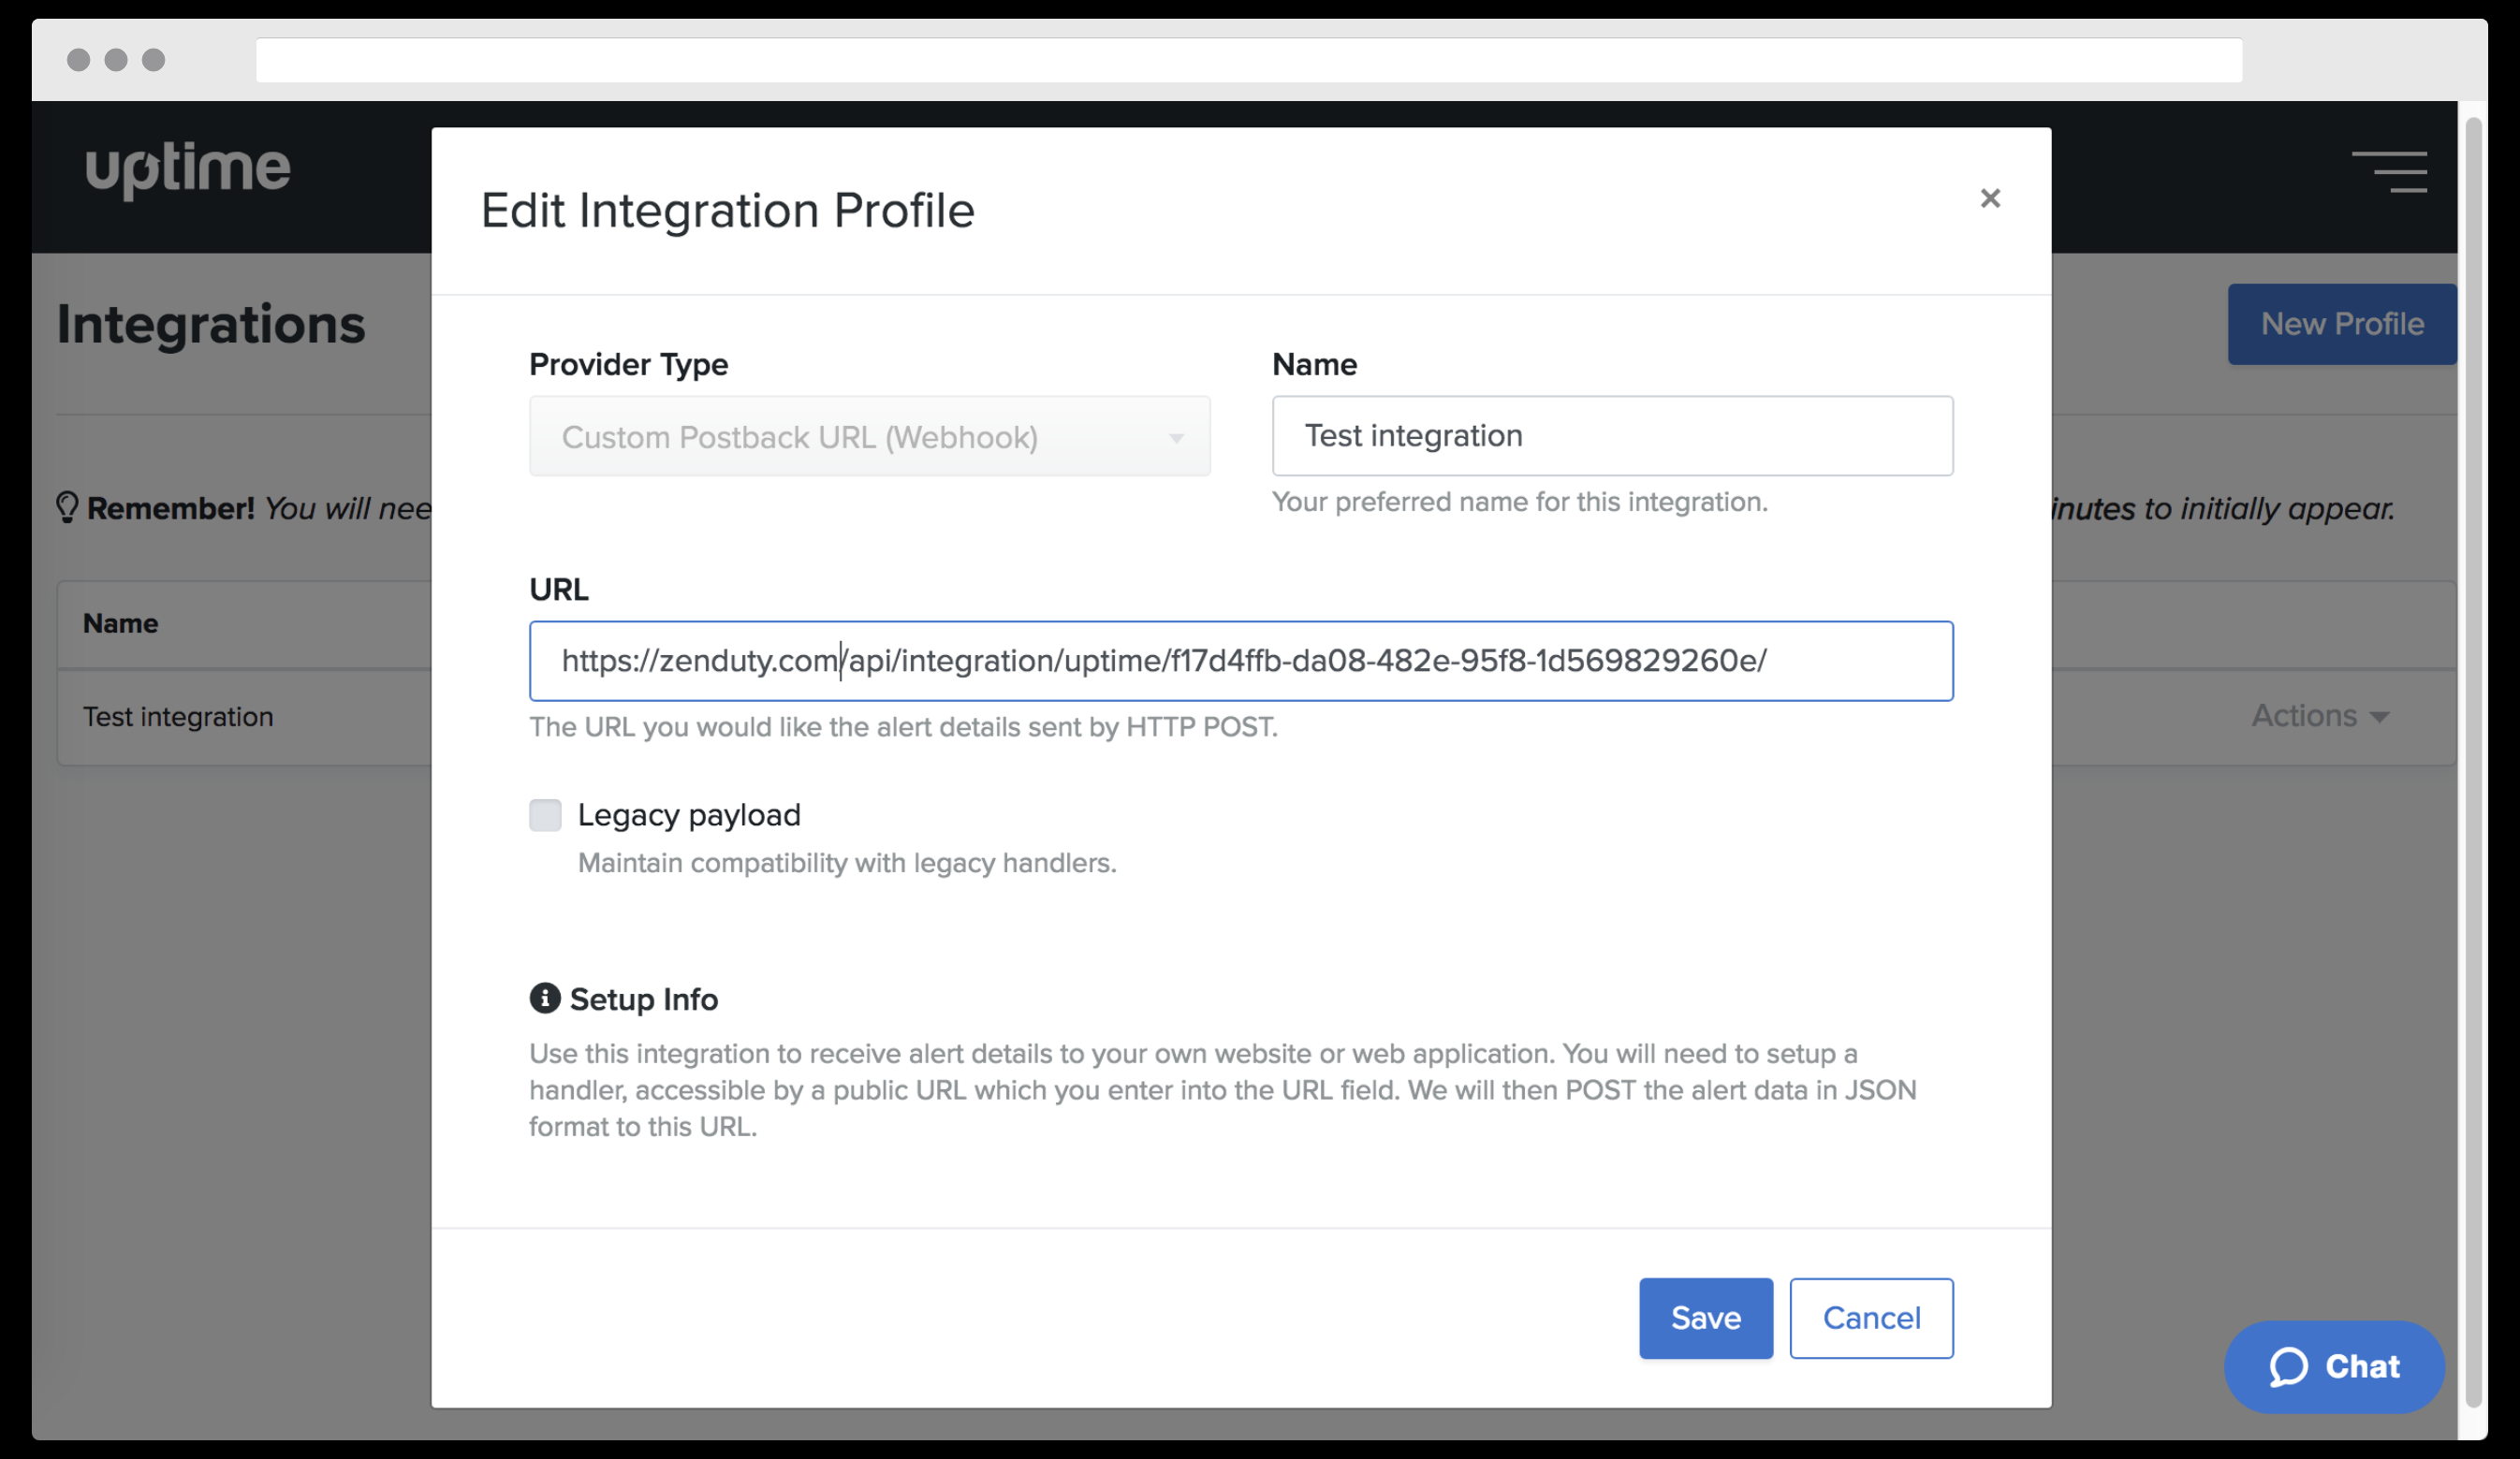 uptime
Edit Integration Profile
×
Integrations
New Profile
Provider Type
Name
Custom Postback URL (Webhook)
Test integration
Your preferred name for this integration.
Remember! You will nee
inutes to initially appear.
URL
https://zenduty.com/api/integration/uptime/f17d4ffb-da08-482e-95f8-1d569829260e/
The URL you would like the alert details sent by HTTP POST.
Name
Test integration
Actions
Legacy payload
Maintain compatibility with legacy handlers.
Setup Info
Use this integration to receive alert details to your own website or web application. You will need to setup a
handler, accessible by a public URL which you enter into the URL field. We will then POST the alert data in JSON
format to this URL.
Save
Cancel
Chat